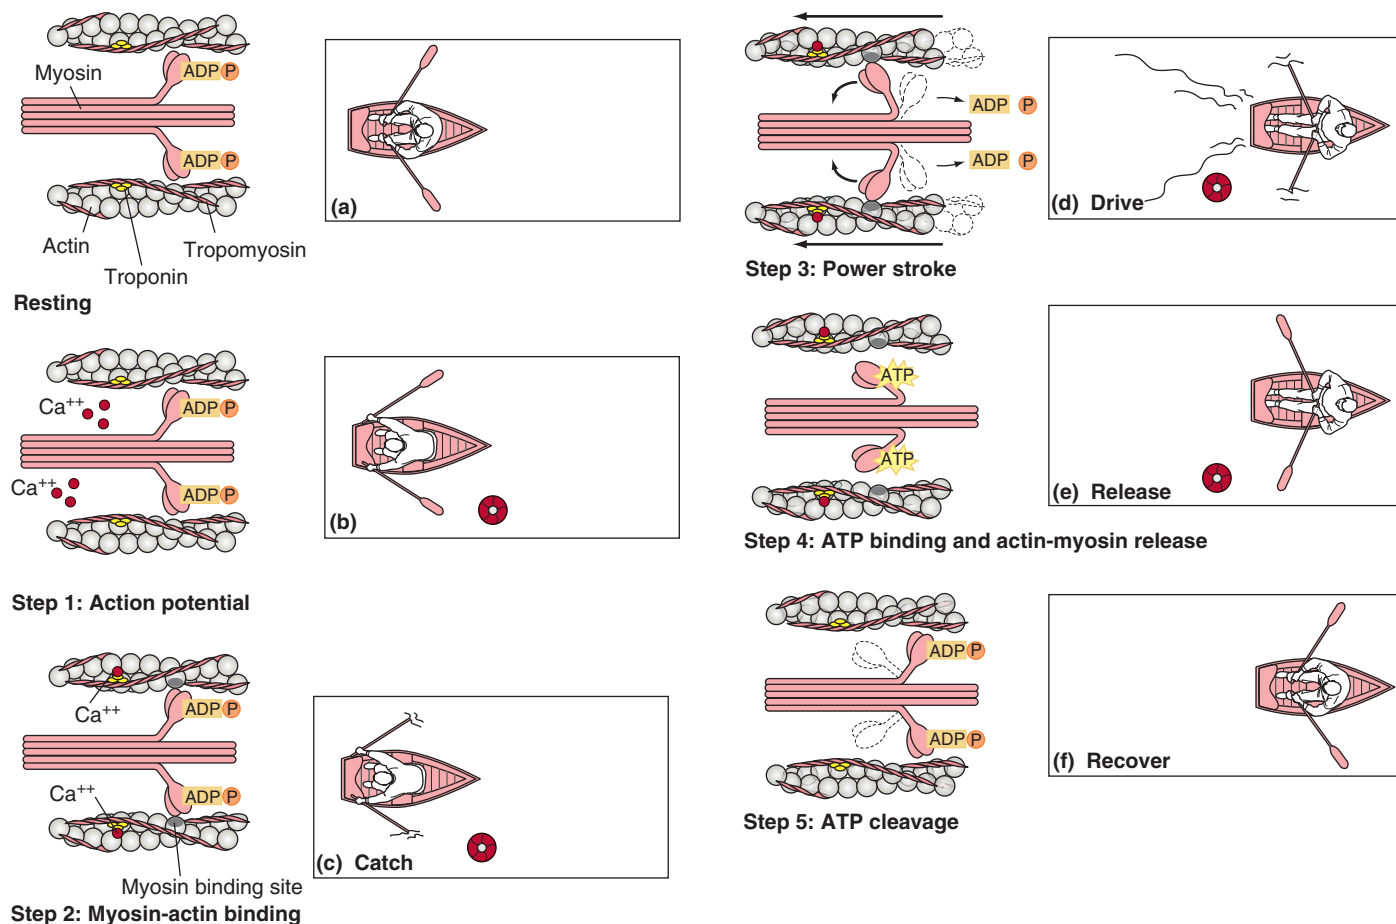 Myosin
ADP P
ADP P
Actin
Troponin
Tropomyosin
Resting
(a)
Ca++
ADP P
Ca++
ADP P
(b)
Step 1: Action potential
Ca++
ADP P
Ca++
ADP P
Myosin binding site
(c) Catch
Step 2: Myosin-actin binding
ADP P
ADP P
(d) Drive
Step 3: Power stroke
ATP
ATP
(e) Release
Step 4: ATP binding and actin-myosin release
ADP P
ADP P
(f) Recover
Step 5: ATP cleavage